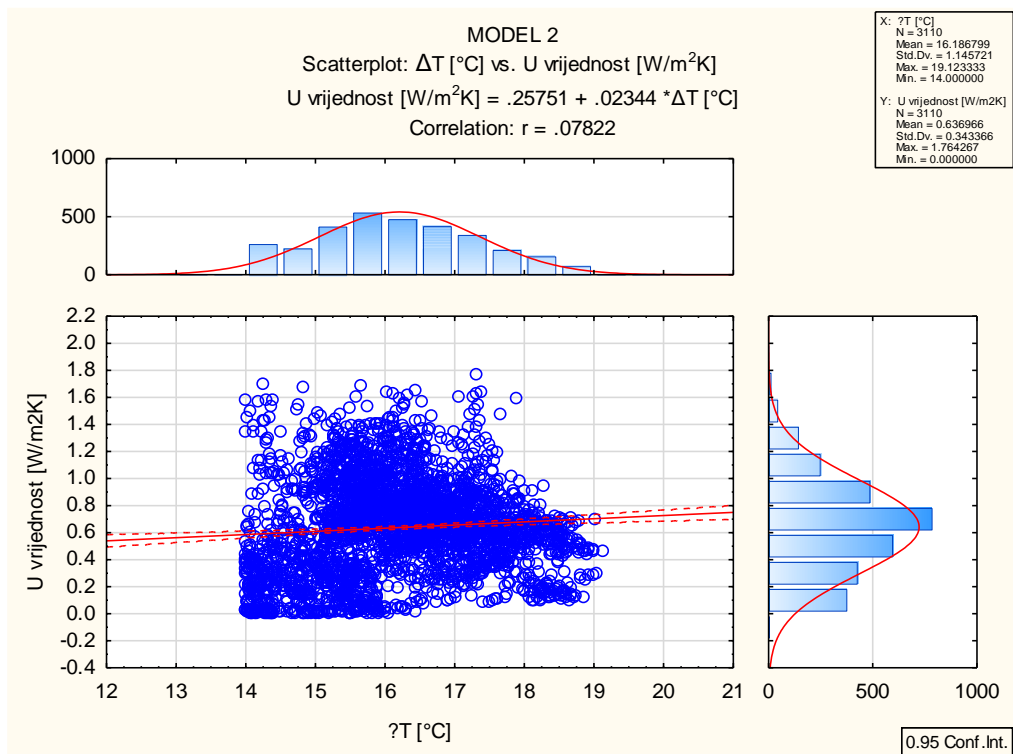 MODEL 2
Scatterplot: ΔT [°C] vs. U vrijednost [W/m²K]
U vrijednost [W/m²K] = .25751 + .02344 *ΔT [°C]
Correlation: r = .07822
X: ?T [°C]
N = 3110
Mean = 16.186799
Std.Dv. = 1.145721
Max. = 19.123333
Min. = 14.000000
Y: U vrijednost [W/m2K]
N = 3110
Mean = 0.636966
Std.Dv. = 0.343366
Max. = 1.764267
Min. = 0.000000
1000
500
0
2.2
2.0
1.8
1.6
1.4
1.2
1.0
0.8
0.6
0.4
0.2
0.0
-0.2
-0.4
U vrijednost [W/m2K]
12 13 14 15 16 17 18 19 20 21
?T [°C]
0 500 1000
0.95 Conf.Int.